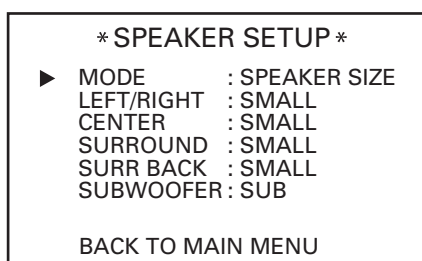 * SPEAKER SETUP *
▶ MODE : SPEAKER SIZE
LEFT/RIGHT : SMALL
CENTER : SMALL
SURROUND : SMALL
SURR BACK : SMALL
SUBWOOFER : SUB
BACK TO MAIN MENU